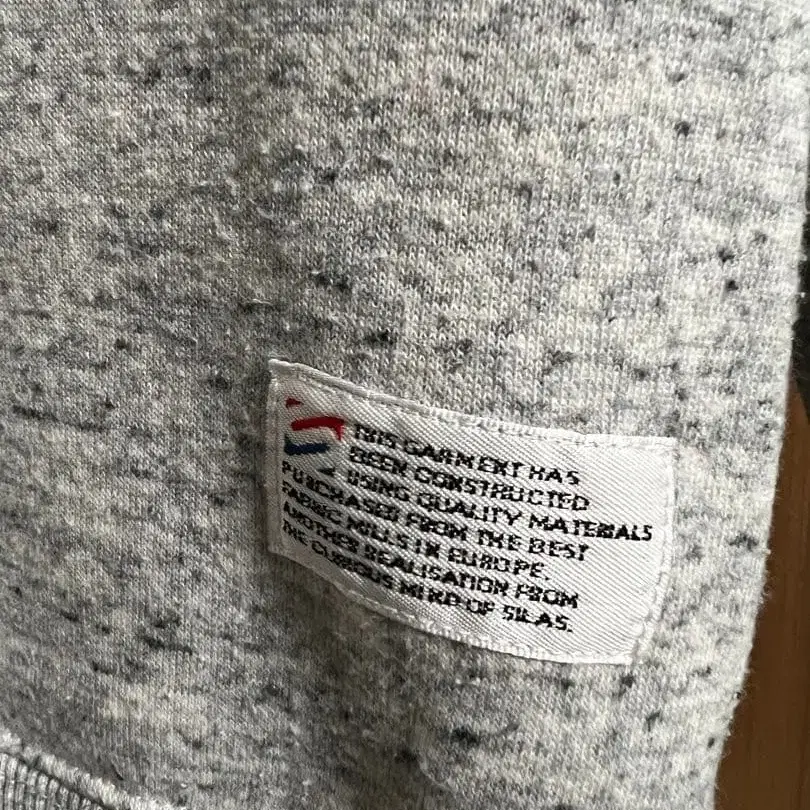 THIS GARMENT HAS
BEEN CONSTRUCTED
USING QUALITY MATERIALS
PURCHASED FROM THE BEST
FABRIC MILLS IN EUROPE.
ANOTHER REALISATION FROM
THE CURIOUS MIND OF SILAS.